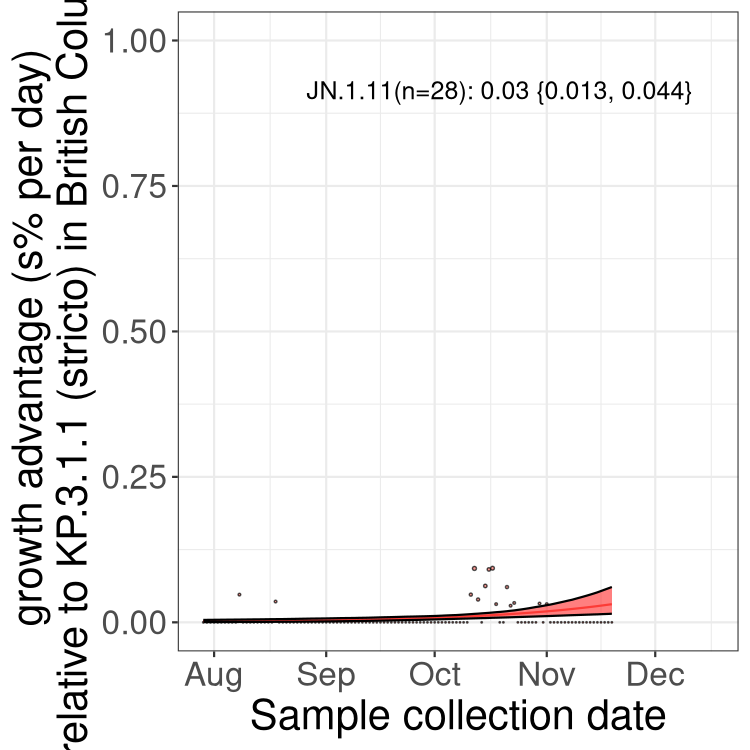 growth advantage (s% per day)
relative to KP.3.1.1 (stricto) in British Colu
1.00
0.75
0.50
0.25
0.00
JN.1.11(n=28): 0.03 {0.013, 0.044}
Aug Sep Oct Nov Dec
Sample collection date